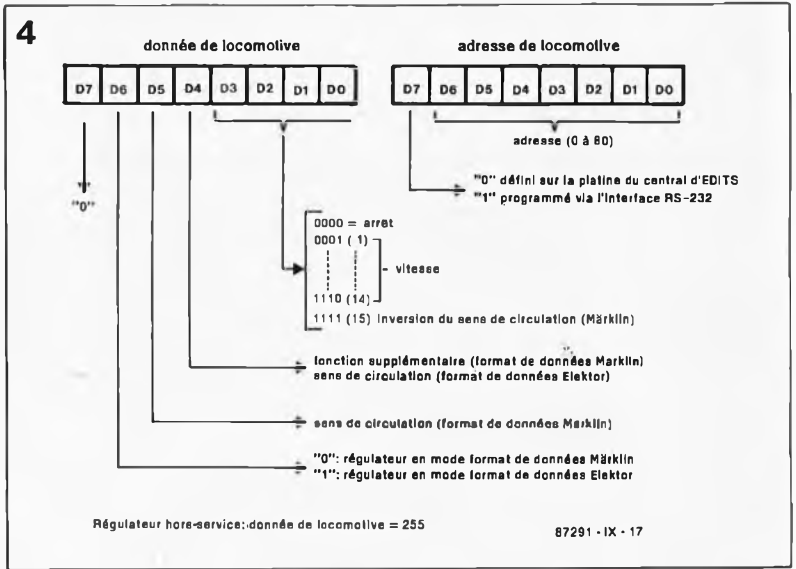 4
donnée de locomotive
adresse de locomotive
D7 D6 D5 D4 D3 D2 D1 D0
D7 D6 D5 D4 D3 D2 D1 D0
adresse (0 à 80)
"0"
"0" défini sur la platine du central d'EDITS
"1" programmé via l'interface RS-232
0000 = arret
0001 ( 1)
vitesse
1110 (14)
1111 (15) inversion du sens de circulation (Märklin)
fonction supplémentaire (format de données Marklin)
sens de circulation (format de données Elektor)
sens de circulation (format de données Märklin)
"0": régulateur en mode format de données Märklin
"1": régulateur en mode format de données Elektor
Régulateur hors-service: donnée de locomotive = 255
87291 - IX - 17